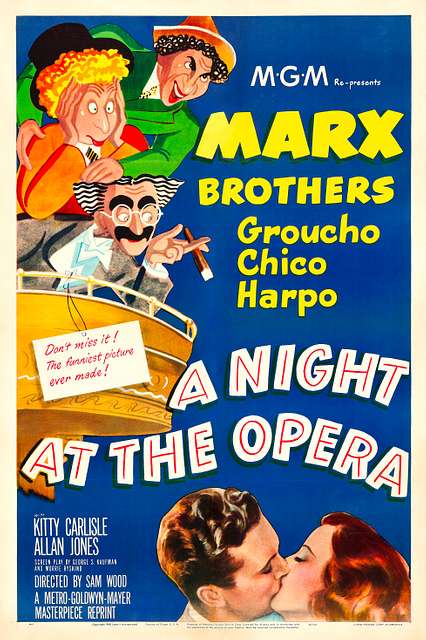 M·G·M Re-presents
MARX
BROTHERS
Groucho
Chico
Harpo
Don't miss it!
The funniest picture
ever made!
A NIGHT
AT THE OPERA
with
KITTY CARLISLE
ALLAN JONES
SCREEN PLAY BY GEORGE S. KAUFMAN
AND MORRIE RYSKIND
DIRECTED BY SAM WOOD
A METRO-GOLDWYN-MAYER
MASTERPIECE REPRINT